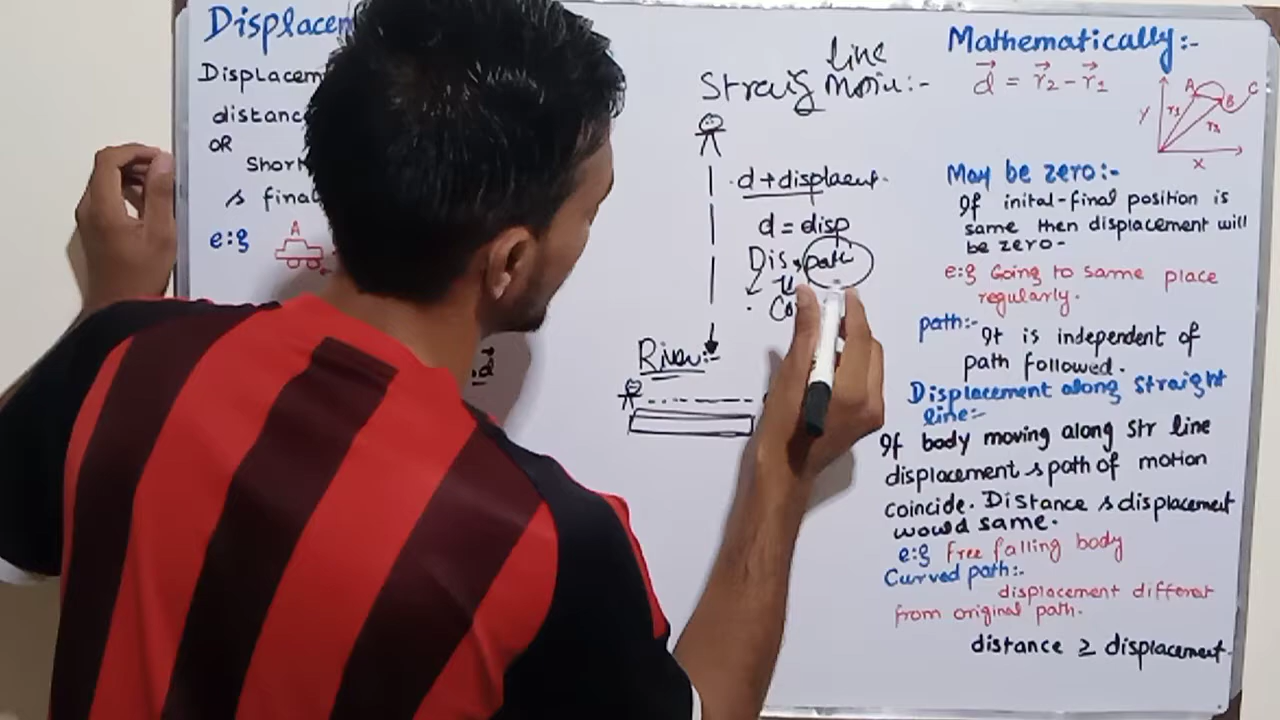 Displacem
Displacem
distanc
OR
Short
& final
e:g
A
line
Straig Motio:-
d + displacent.
d = disp
Dis & path
Co
River:-
Mathematically:-
d = r2 - r1
A
B
C
r1
r2
Y
X
May be zero:-
If inital-final position is
same then displacement will
be zero-
e:g Going to same place
regularly.
path:-
It is independent of
path followed.
Displacement along straight
line:-
If body moving along str line
displacement & path of motion
coincide. Distance & displacement
would same.
e:g Free falling body
Curved path:-
displacement different
from original path.
distance ≥ displacement.